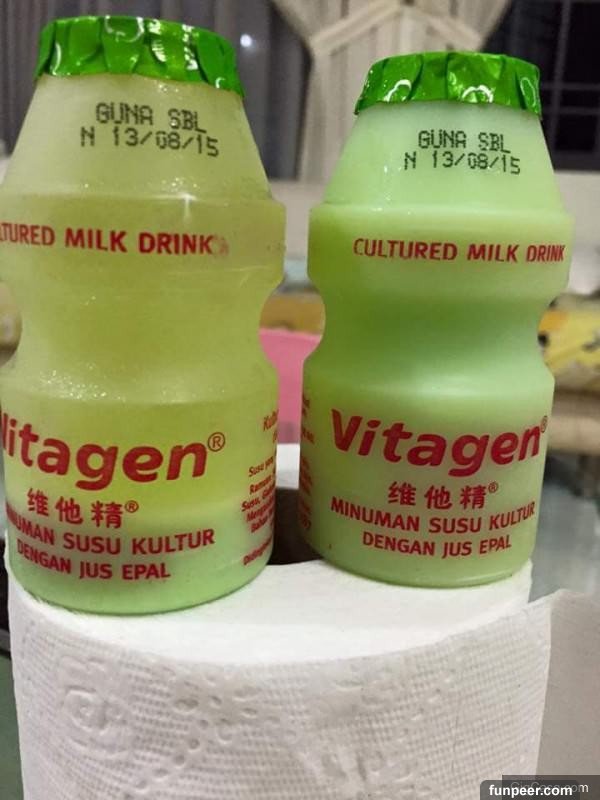 GUNA SBL
N 13/08/15
CULTURED MILK DRINK
Vitagen®
维他精®
MINUMAN SUSU KULTUR
DENGAN JUS EPAL
GUNA SBL
N 13/08/15
CULTURED MILK DRINK
Vitagen®
维他精®
MINUMAN SUSU KULTUR
DENGAN JUS EPAL
funpeer.com